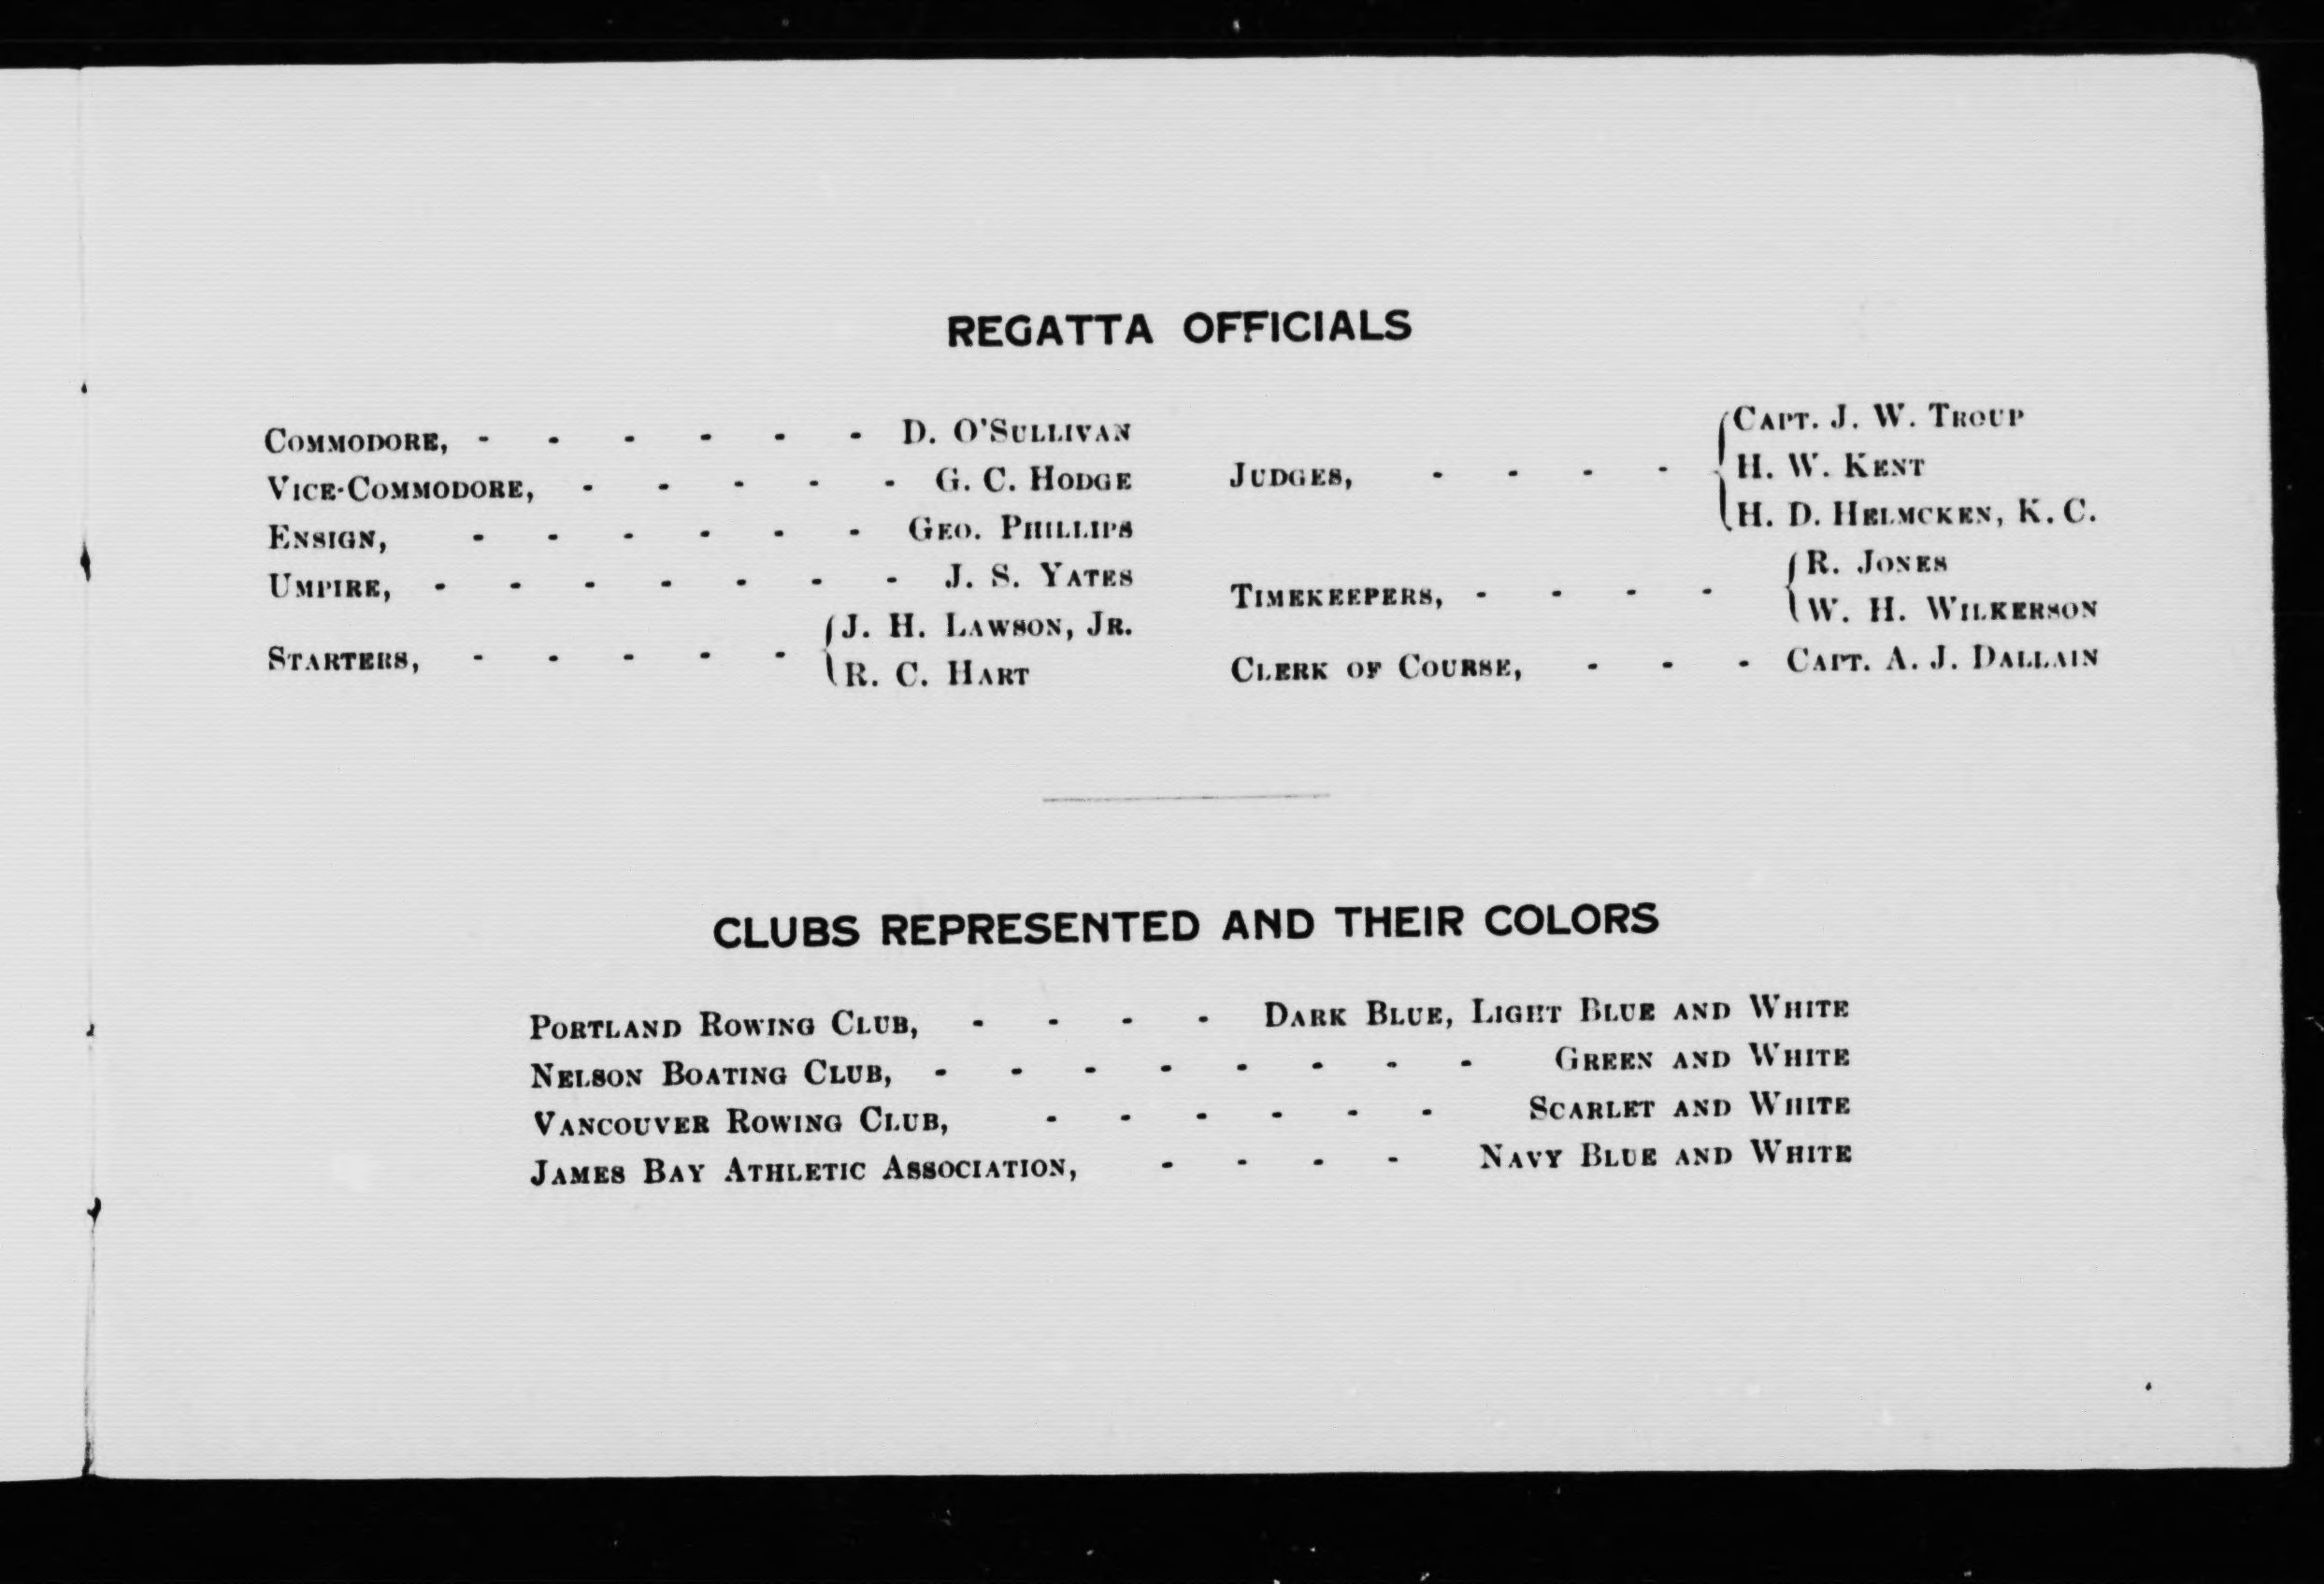 REGATTA OFFICIALS
COMMODORE, - - - - - - D. O'SULLIVAN
VICE-COMMODORE, - - - - - G. C. HODGE
ENSIGN, - - - - - - GEO. PHILLIPS
UMPIRE, - - - - - - - J. S. YATES
STARTERS, - - - - - { J. H. LAWSON, JR.
R. C. HART
JUDGES, - - - - { CAPT. J. W. TROUP
H. W. KENT
H. D. HELMCKEN, K. C.
TIMEKEEPERS, - - - - { R. JONES
W. H. WILKERSON
CLERK OF COURSE, - - - CAPT. A. J. DALLAIN
CLUBS REPRESENTED AND THEIR COLORS
PORTLAND ROWING CLUB, - - - - DARK BLUE, LIGHT BLUE AND WHITE
NELSON BOATING CLUB, - - - - - - - - GREEN AND WHITE
VANCOUVER ROWING CLUB, - - - - - - SCARLET AND WHITE
JAMES BAY ATHLETIC ASSOCIATION, - - - - NAVY BLUE AND WHITE